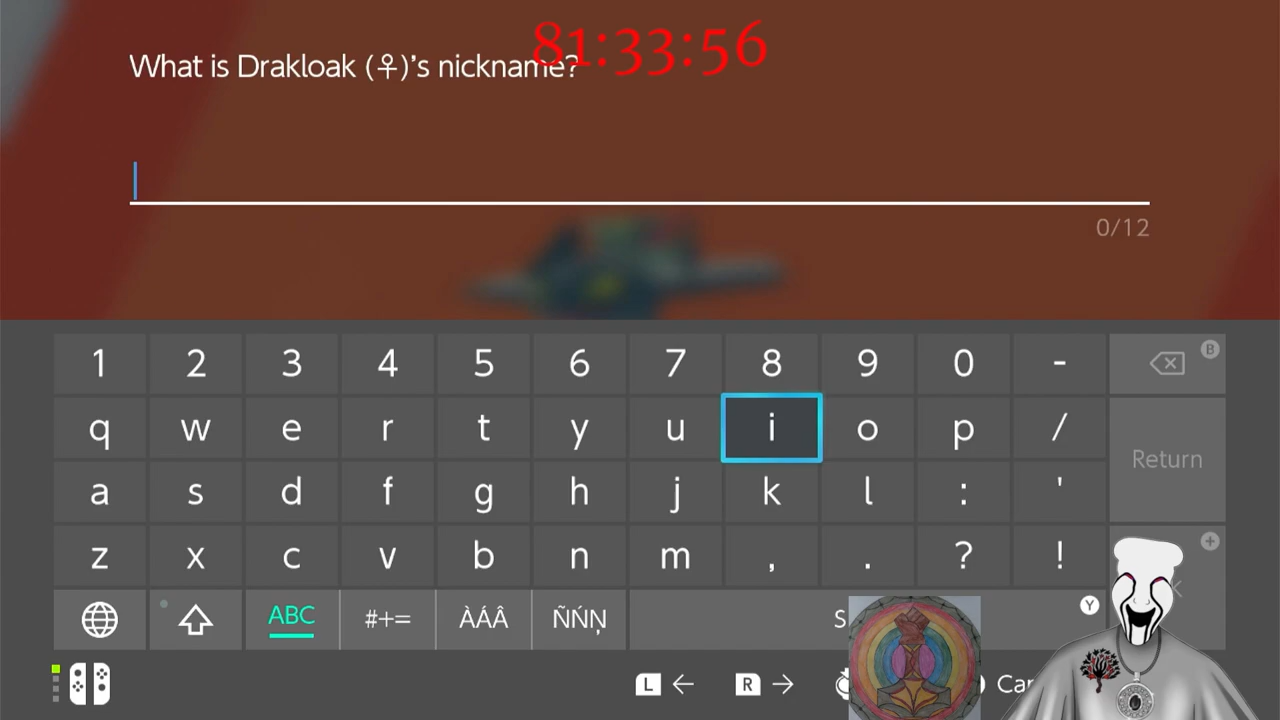 81:33:56
What is Drakloak (♀)'s nickname?
0/12
1 2 3 4 5 6 7 8 9 0 - B
q w e r t y u i o p /
Return
a s d f g h j k l : '
z x c v b n m , . ? ! +
ABC #+= ÀÁÂ ÑŃŅ Y
L ← R →